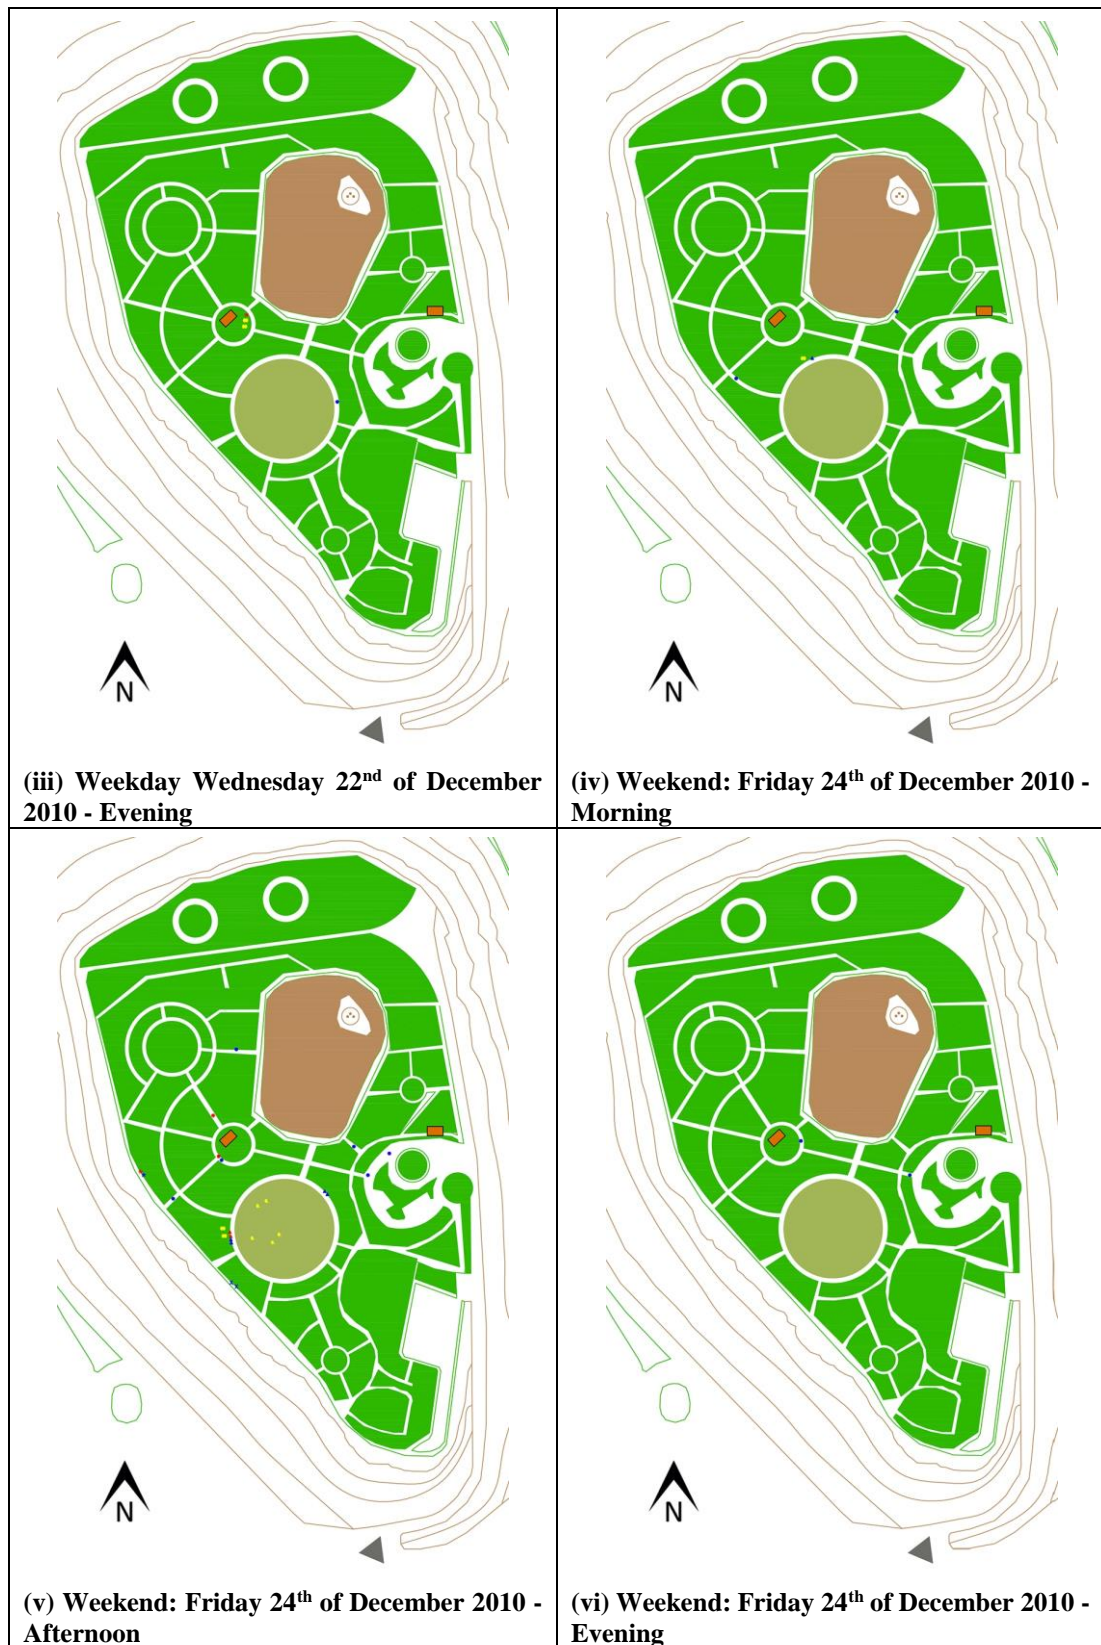 N
N
(iii) Weekday Wednesday 22nd of December
2010 - Evening
(iv) Weekend: Friday 24th of December 2010 -
Morning
N
N
(v) Weekend: Friday 24th of December 2010 -
Afternoon
(vi) Weekend: Friday 24th of December 2010 -
Evening